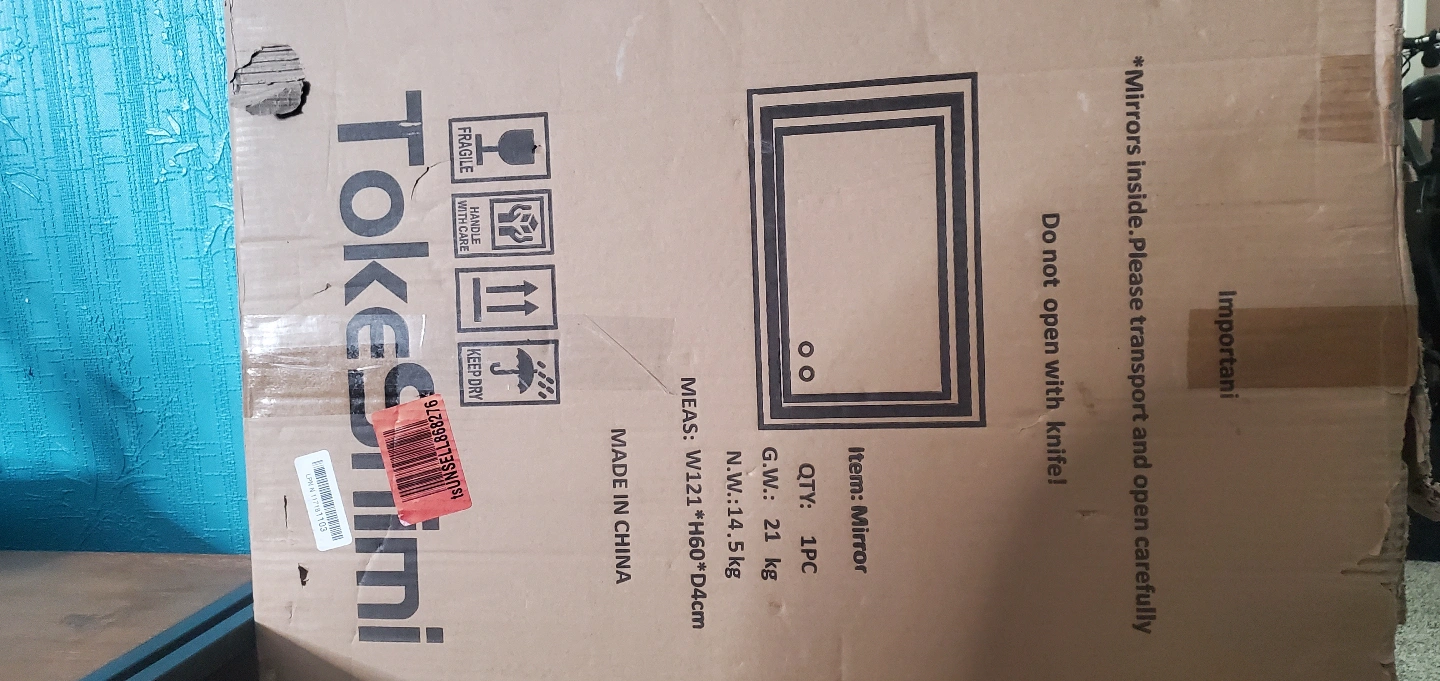 Importani
*Mirrors inside.Please transport and open carefully
Do not open with knife!
Item: Mirror
QTY: 1PC
G.W.: 21 kg
N.W.:14.5kg
MEAS: W121*H60*D4cm
MADE IN CHINA
FRAGILE
HANDLE
WITH CARE
KEEP DRY
TokeShimi
ISUNSELL868276